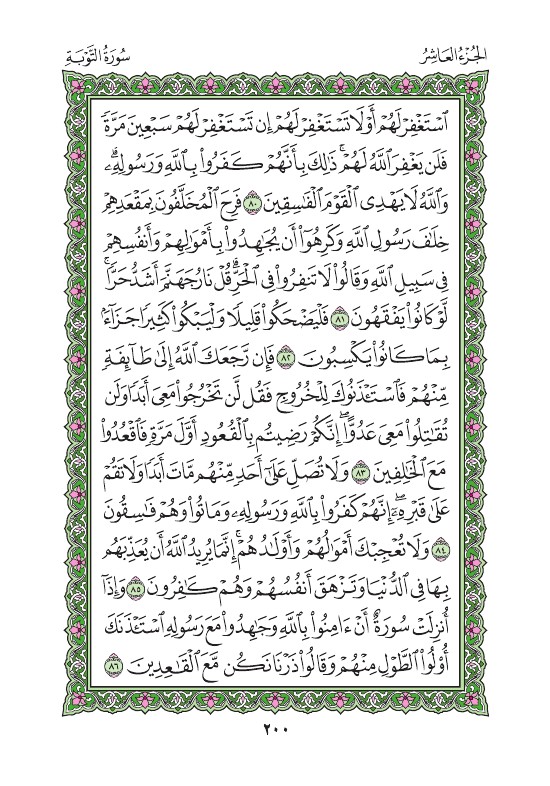 الجُزْءُ العَاشِرُ
سُورَةُ التَّوْبَةِ
ٱسْتَغْفِرْ لَهُمْ أَوْ لَا تَسْتَغْفِرْ لَهُمْ إِن تَسْتَغْفِرْ لَهُمْ سَبْعِينَ مَرَّةً
فَلَن يَغْفِرَ ٱللَّهُ لَهُمْ ۚ ذَٰلِكَ بِأَنَّهُمْ كَفَرُوا۟ بِٱللَّهِ وَرَسُولِهِۦ ۗ
وَٱللَّهُ لَا يَهْدِى ٱلْقَوْمَ ٱلْفَـٰسِقِينَ ٨٠ فَرِحَ ٱلْمُخَلَّفُونَ بِمَقْعَدِهِمْ
خِلَـٰفَ رَسُولِ ٱللَّهِ وَكَرِهُوٓا۟ أَن يُجَـٰهِدُوا۟ بِأَمْوَٰلِهِمْ وَأَنفُسِهِمْ
فِى سَبِيلِ ٱللَّهِ وَقَالُوا۟ لَا تَنفِرُوا۟ فِى ٱلْحَرِّ ۗ قُلْ نَارُ جَهَنَّمَ أَشَدُّ حَرًّا ۚ
لَّوْ كَانُوا۟ يَفْقَهُونَ ٨١ فَلْيَضْحَكُوا۟ قَلِيلًا وَلْيَبْكُوا۟ كَثِيرًا جَزَآءًۢ
بِمَا كَانُوا۟ يَكْسِبُونَ ٨٢ فَإِن رَّجَعَكَ ٱللَّهُ إِلَىٰ طَآئِفَةٍ
مِّنْهُمْ فَٱسْتَـْٔذَنُوكَ لِلْخُرُوجِ فَقُل لَّن تَخْرُجُوا۟ مَعِىَ أَبَدًا وَلَن
تُقَـٰتِلُوا۟ مَعِىَ عَدُوًّا ۖ إِنَّكُمْ رَضِيتُم بِٱلْقُعُودِ أَوَّلَ مَرَّةٍ فَٱقْعُدُوا۟
مَعَ ٱلْخَـٰلِفِينَ ٨٣ وَلَا تُصَلِّ عَلَىٰٓ أَحَدٍ مِّنْهُم مَّاتَ أَبَدًا وَلَا تَقُمْ
عَلَىٰ قَبْرِهِۦٓ ۖ إِنَّهُمْ كَفَرُوا۟ بِٱللَّهِ وَرَسُولِهِۦ وَمَاتُوا۟ وَهُمْ فَـٰسِقُونَ
٨٤ وَلَا تُعْجِبْكَ أَمْوَٰلُهُمْ وَأَوْلَـٰدُهُمْ ۚ إِنَّمَا يُرِيدُ ٱللَّهُ أَن يُعَذِّبَهُم
بِهَا فِى ٱلدُّنْيَا وَتَزْهَقَ أَنفُسُهُمْ وَهُمْ كَـٰفِرُونَ ٨٥ وَإِذَآ
أُنزِلَتْ سُورَةٌ أَنْ ءَامِنُوا۟ بِٱللَّهِ وَجَـٰهِدُوا۟ مَعَ رَسُولِهِ ٱسْتَـْٔذَنَكَ
أُو۟لُوا۟ ٱلطَّوْلِ مِنْهُمْ وَقَالُوا۟ ذَرْنَا نَكُن مَّعَ ٱلْقَـٰعِدِينَ ٨٦
٢٠٠